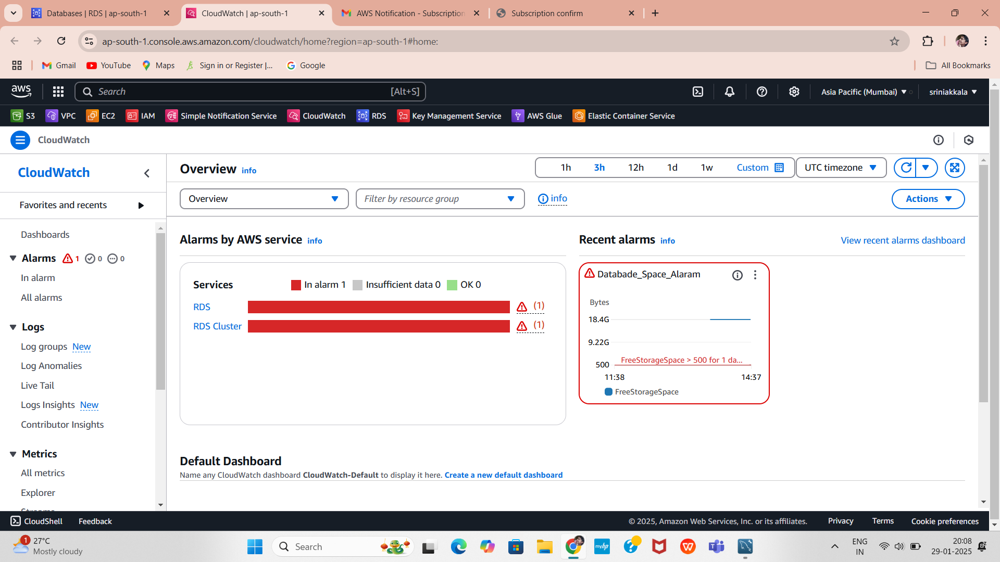 Databases | RDS | ap-south-1
CloudWatch | ap-south-1
AWS Notification - Subscription
Subscription confirm
ap-south-1.console.aws.amazon.com/cloudwatch/home?region=ap-south-1#home:
Gmail
YouTube
Maps
Sign in or Register |...
Google
All Bookmarks
aws
Search
[Alt+S]
Asia Pacific (Mumbai)
sriniakkala
S3
VPC
EC2
IAM
Simple Notification Service
CloudWatch
RDS
Key Management Service
AWS Glue
Elastic Container Service
CloudWatch
CloudWatch
Favorites and recents
Dashboards
Alarms 1 0 0
In alarm
All alarms
Logs
Log groups New
Log Anomalies
Live Tail
Logs Insights New
Contributor Insights
Metrics
All metrics
Explorer
Streams
Overview info
1h 3h 12h 1d 1w Custom
UTC timezone
Overview
Filter by resource group
info
Actions
Alarms by AWS service info
Services
In alarm 1 Insufficient data 0 OK 0
RDS (1)
RDS Cluster (1)
Recent alarms info
View recent alarms dashboard
Databade_Space_Alaram
Bytes
18.4G
9.22G
FreeStorageSpace > 500 for 1 da...
500
11:38 14:37
FreeStorageSpace
Default Dashboard
Name any CloudWatch dashboard CloudWatch-Default to display it here. Create a new default dashboard
CloudShell
Feedback
© 2025, Amazon Web Services, Inc. or its affiliates.
Privacy
Terms
Cookie preferences
1
27°C
Mostly cloudy
Search
myhp
ENG
IN
20:08
29-01-2025